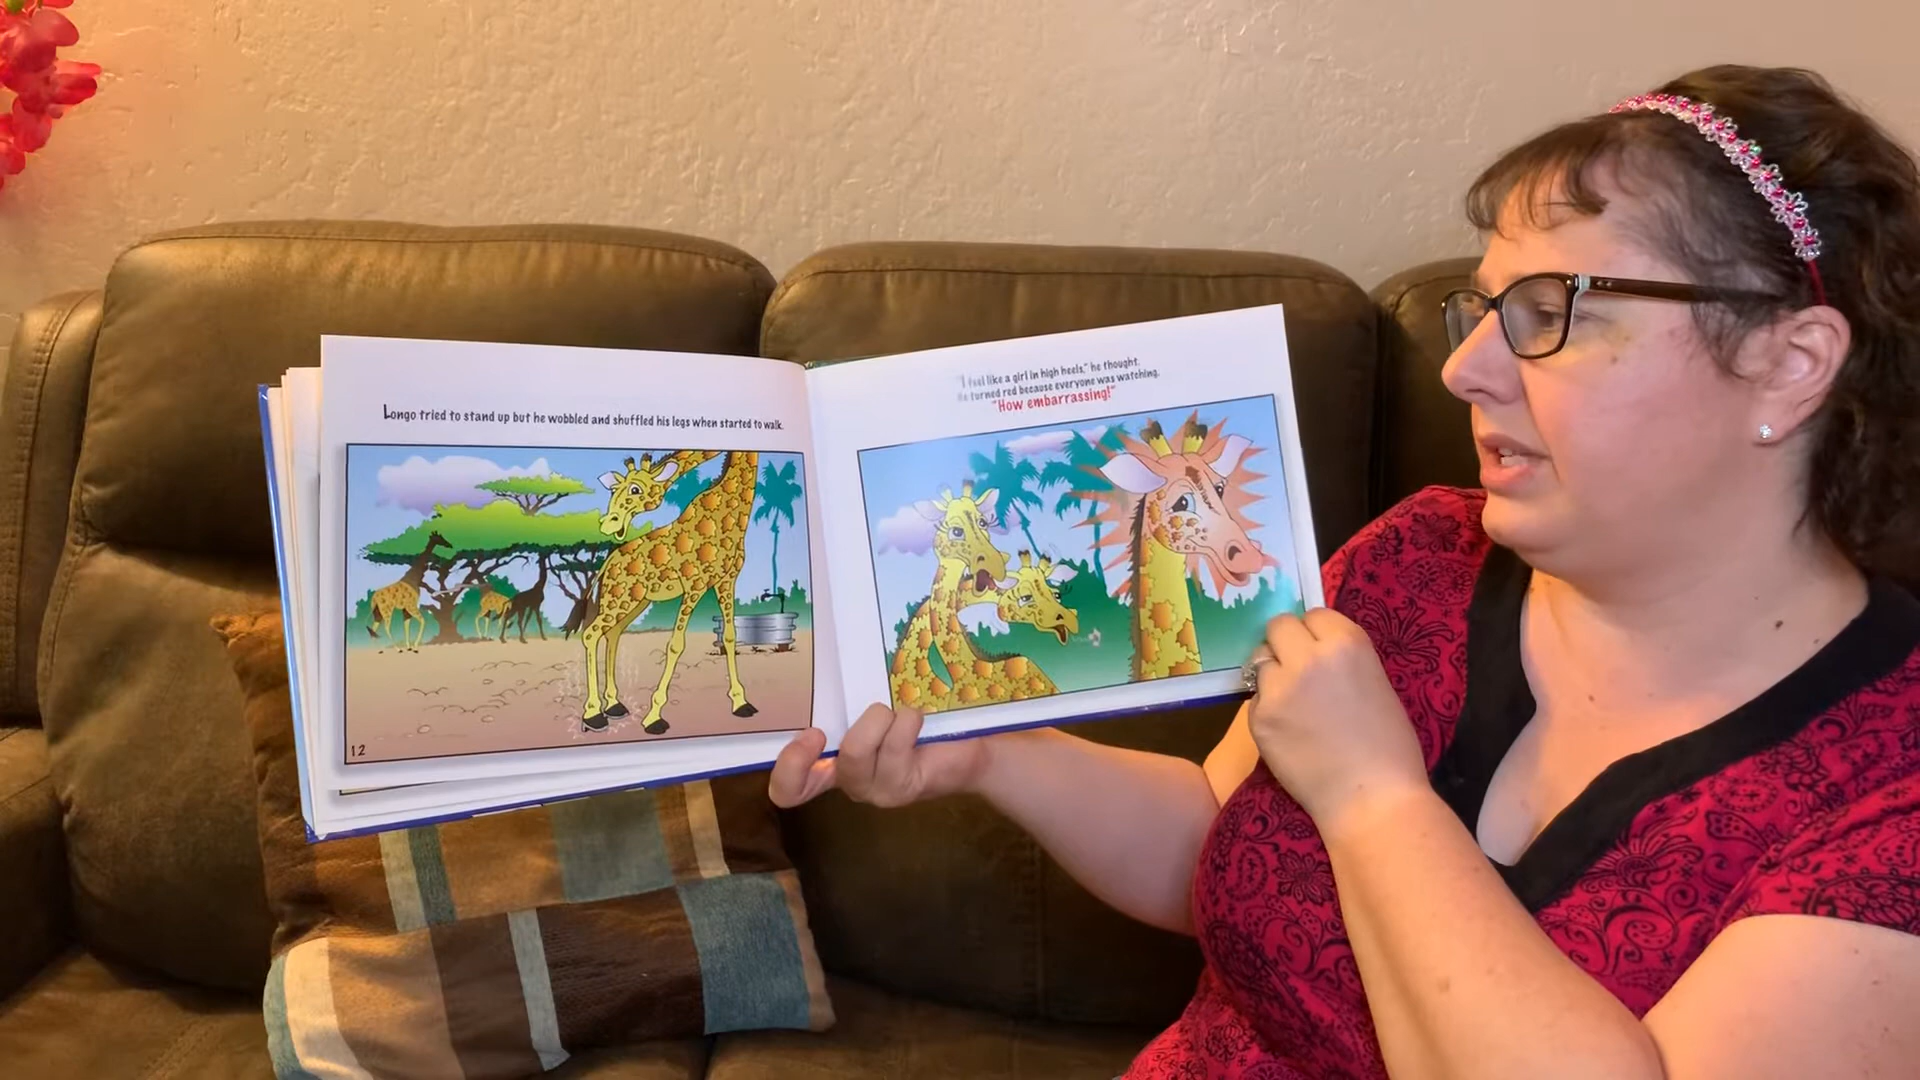 Longo tried to stand up but he wobbled and shuffled his legs when started to walk.
12
"I feel like a girl in high heels," he thought.
He turned red because everyone was watching.
"How embarrassing!"